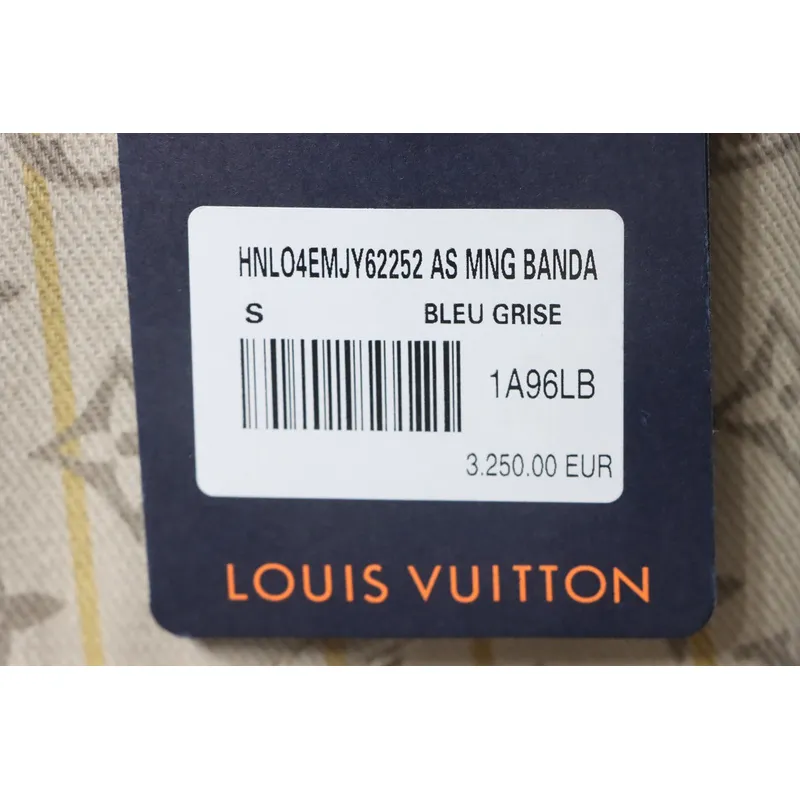 HNLO4EMJY62252 AS MNG BANDA
S BLEU GRISE
1A96LB
3.250.00 EUR
LOUIS VUITTON